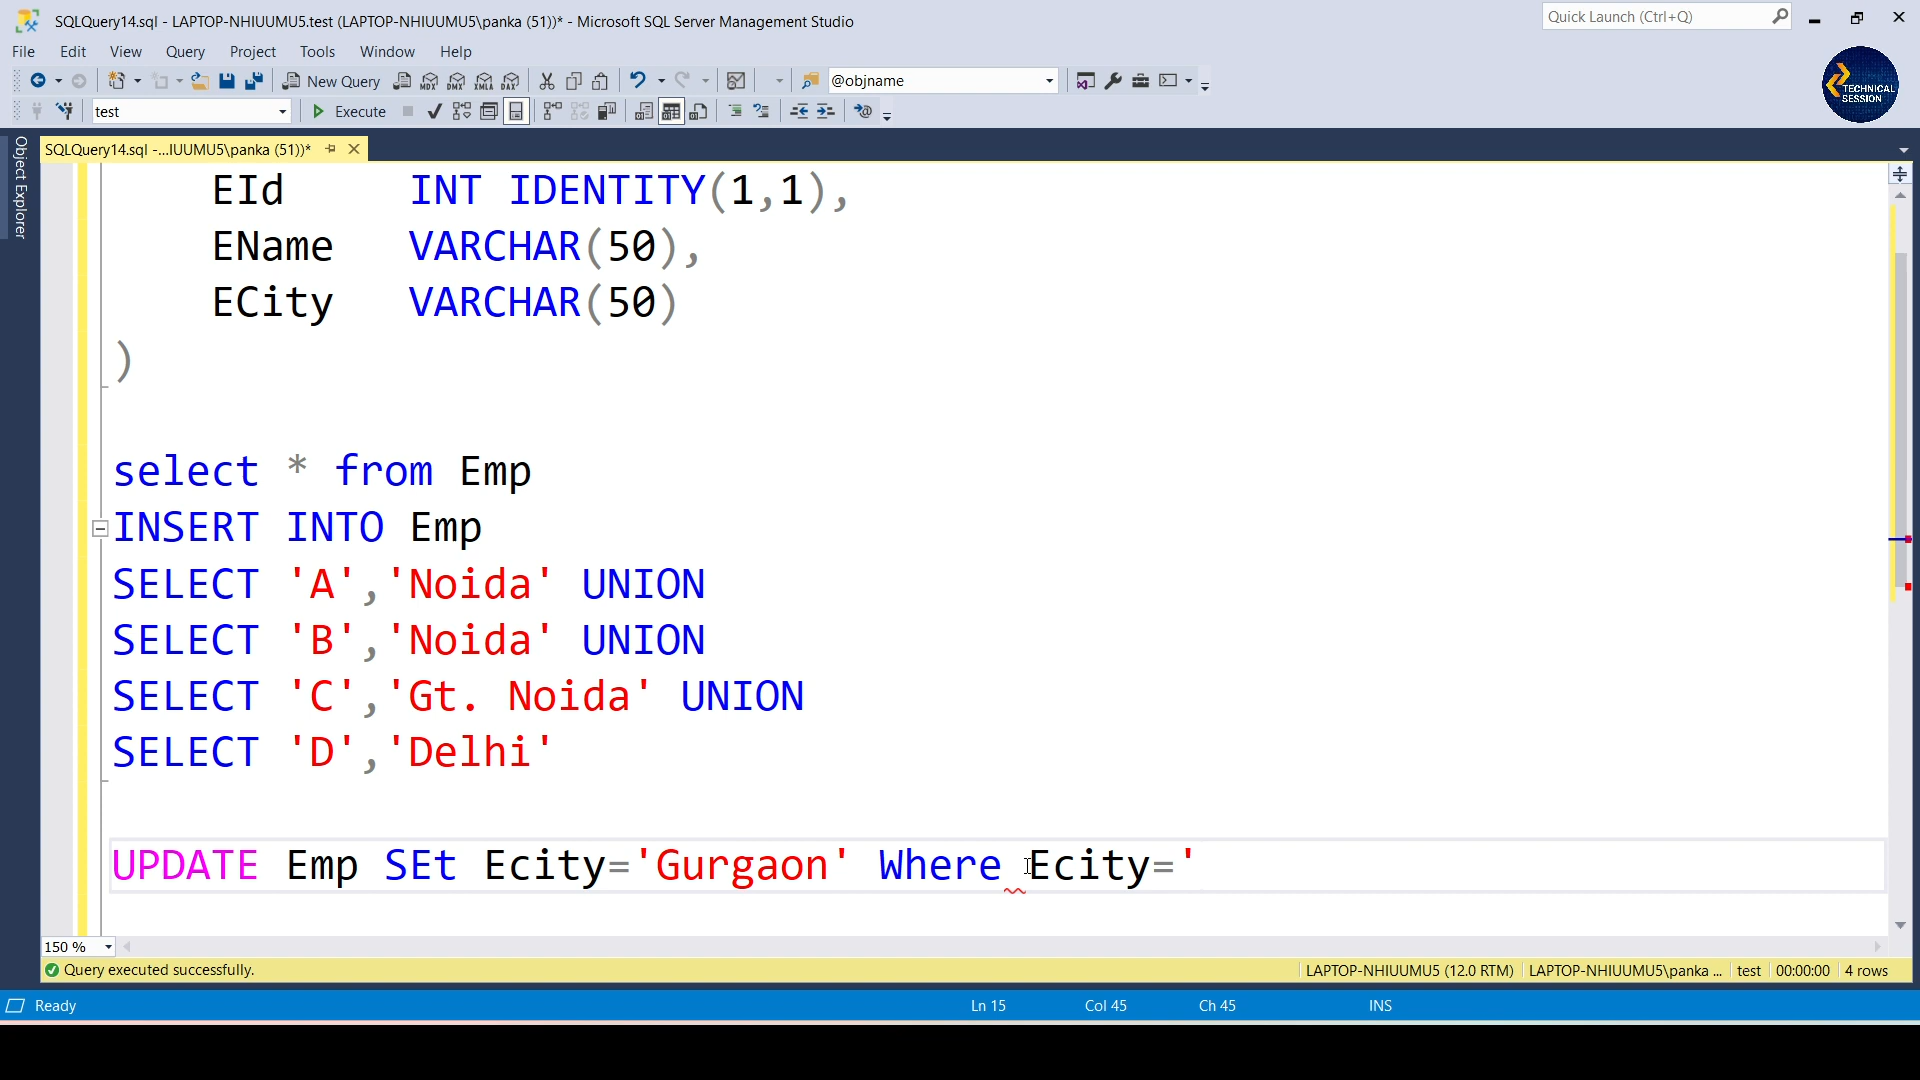 SQLQuery14.sql - LAPTOP-NHIUUMU5.test (LAPTOP-NHIUUMU5\panka (51))* - Microsoft SQL Server Management Studio
Quick Launch (Ctrl+Q)
File Edit View Query Project Tools Window Help
New Query
MDX DMX XMLA DAX
@objname
TECHNICAL SESSION
test
Execute
Object Explorer
SQLQuery14.sql -...IUUMU5\panka (51))*
EId INT IDENTITY(1,1),
EName VARCHAR(50),
ECity VARCHAR(50)
)
select * from Emp
INSERT INTO Emp
SELECT 'A','Noida' UNION
SELECT 'B','Noida' UNION
SELECT 'C','Gt. Noida' UNION
SELECT 'D','Delhi'
UPDATE Emp SEt Ecity='Gurgaon' Where Ecity='
150 %
Query executed successfully.
LAPTOP-NHIUUMU5 (12.0 RTM) LAPTOP-NHIUUMU5\panka ... test 00:00:00 4 rows
Ready
Ln 15 Col 45 Ch 45 INS